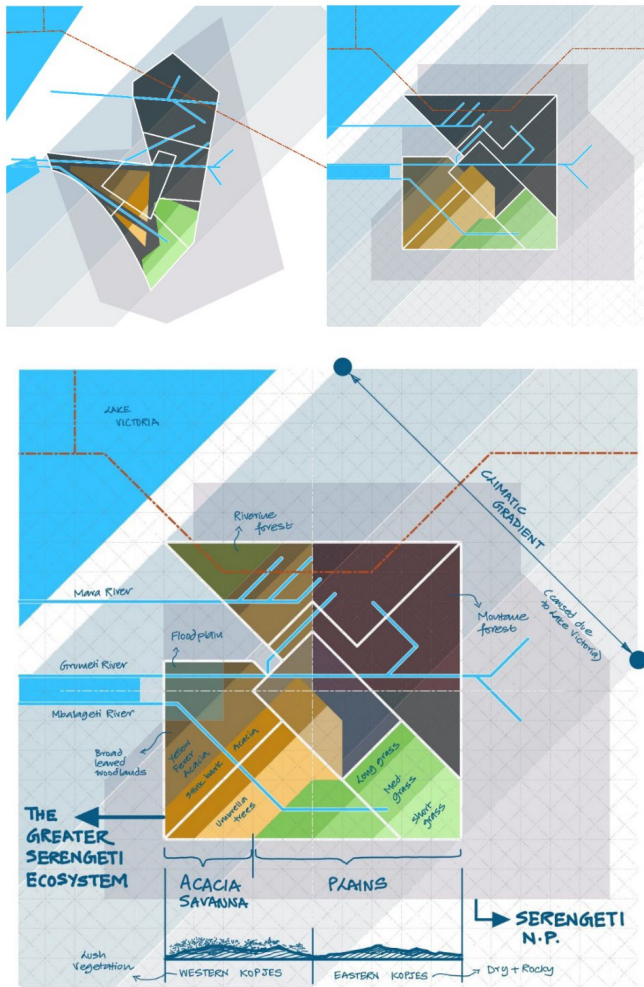 LAKE
VICTORIA
CLIMATIC
GRADIENT
(caused due
to Lake Victoria)
Riverine
forest
Mara River
Montane
forest
Floodplain
Grumeti River
Mbalageti River
Broad
leaved
woodlands
Yellow
Fever
Acacia
Acacia
Umbrella
trees
Long grass
Med
grass
short
grass
THE
GREATER
SERENGETI
ECOSYSTEM
ACACIA
SAVANNA
PLAINS
SERENGETI
N.P.
Lush
Vegetation
WESTERN KOPJES
EASTERN KOPJES
Dry + Rocky